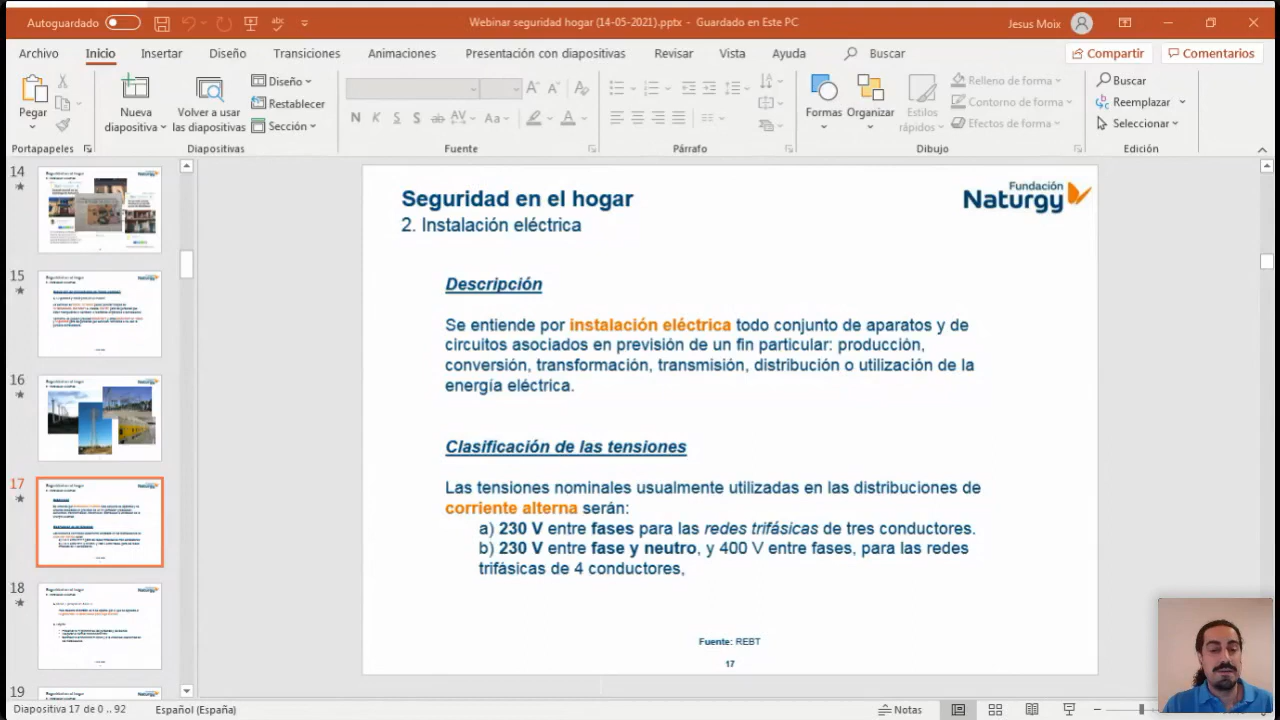 Autoguardado
abc
Webinar seguridad hogar (14-05-2021).pptx - Guardado en Este PC
Jesus Moix
Archivo Inicio Insertar Diseño Transiciones Animaciones Presentación con diapositivas Revisar Vista Ayuda Buscar Compartir Comentarios
Pegar
Nueva diapositiva
Volver a usar las diapositivas
Diseño
Restablecer
Sección
Formas
Organizar
Estilos rápidos
Relleno de forma
Contorno de forma
Efectos de forma
Buscar
Reemplazar
Seleccionar
Portapapeles Diapositivas Fuente Párrafo Dibujo Edición
14
15
16
17
18
19
Seguridad en el hogar
2. Instalación eléctrica
Fundación
Naturgy
Descripción
Se entiende por instalación eléctrica todo conjunto de aparatos y de
circuitos asociados en previsión de un fin particular: producción,
conversión, transformación, transmisión, distribución o utilización de la
energía eléctrica.
Clasificación de las tensiones
Las tensiones nominales usualmente utilizadas en las distribuciones de
corriente alterna serán:
a) 230 V entre fases para las redes trifásicas de tres conductores.
b) 230 V entre fase y neutro, y 400 V entre fases, para las redes
trifásicas de 4 conductores,
Fuente: REBT
17
Diapositiva 17 de 0 .. 92 Español (España) Notas